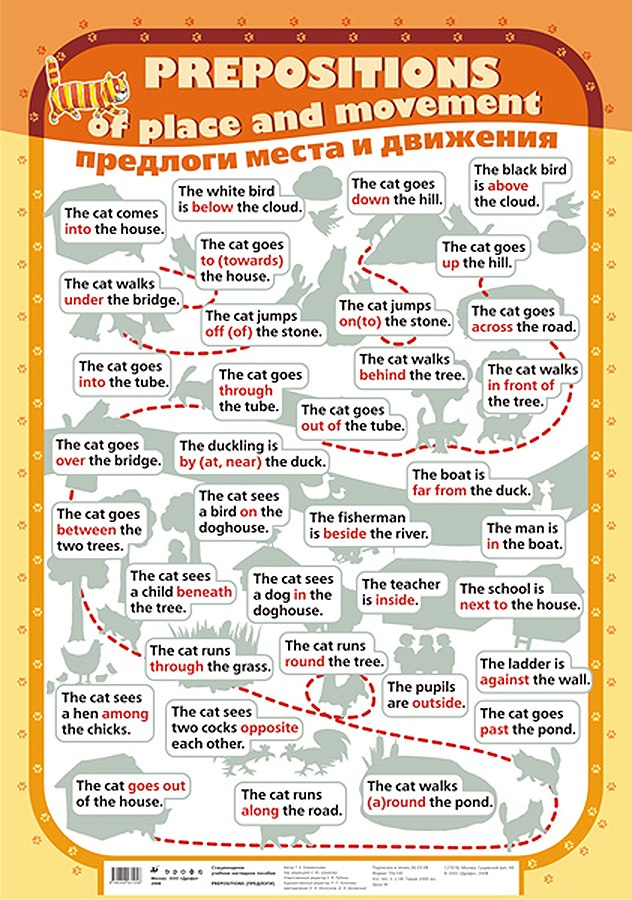 PREPOSITIONS
of place and movement
предлоги места и движения
The black bird
is above
the cloud.
The white bird
is below the cloud.
The cat goes
down the hill.
The cat comes
into the house.
The cat goes
to (towards)
the house.
The cat goes
up the hill.
The cat walks
under the bridge.
The cat jumps
off (of) the stone.
The cat jumps
on(to) the stone.
The cat goes
across the road.
The cat goes
into the tube.
The cat goes
through
the tube.
The cat walks
behind the tree.
The cat walks
in front of
the tree.
The cat goes
out of the tube.
The cat goes
over the bridge.
The duckling is
by (at, near) the duck.
The boat is
far from the duck.
The cat goes
between the
two trees.
The cat sees
a bird on the
doghouse.
The fisherman
is beside the river.
The man is
in the boat.
The cat sees
a child beneath
the tree.
The cat sees
a dog in the
doghouse.
The teacher
is inside.
The school is
next to the house.
The cat runs
through the grass.
The cat runs
round the tree.
The pupils
are outside.
The ladder is
against the wall.
The cat sees
a hen among
the chicks.
The cat sees
two cocks opposite
each other.
The cat goes
past the pond.
The cat goes out
of the house.
The cat runs
along the road.
The cat walks
(a)round the pond.
Стационарное
учебное наглядное пособие
PREPOSITIONS (ПРЕДЛОГИ)